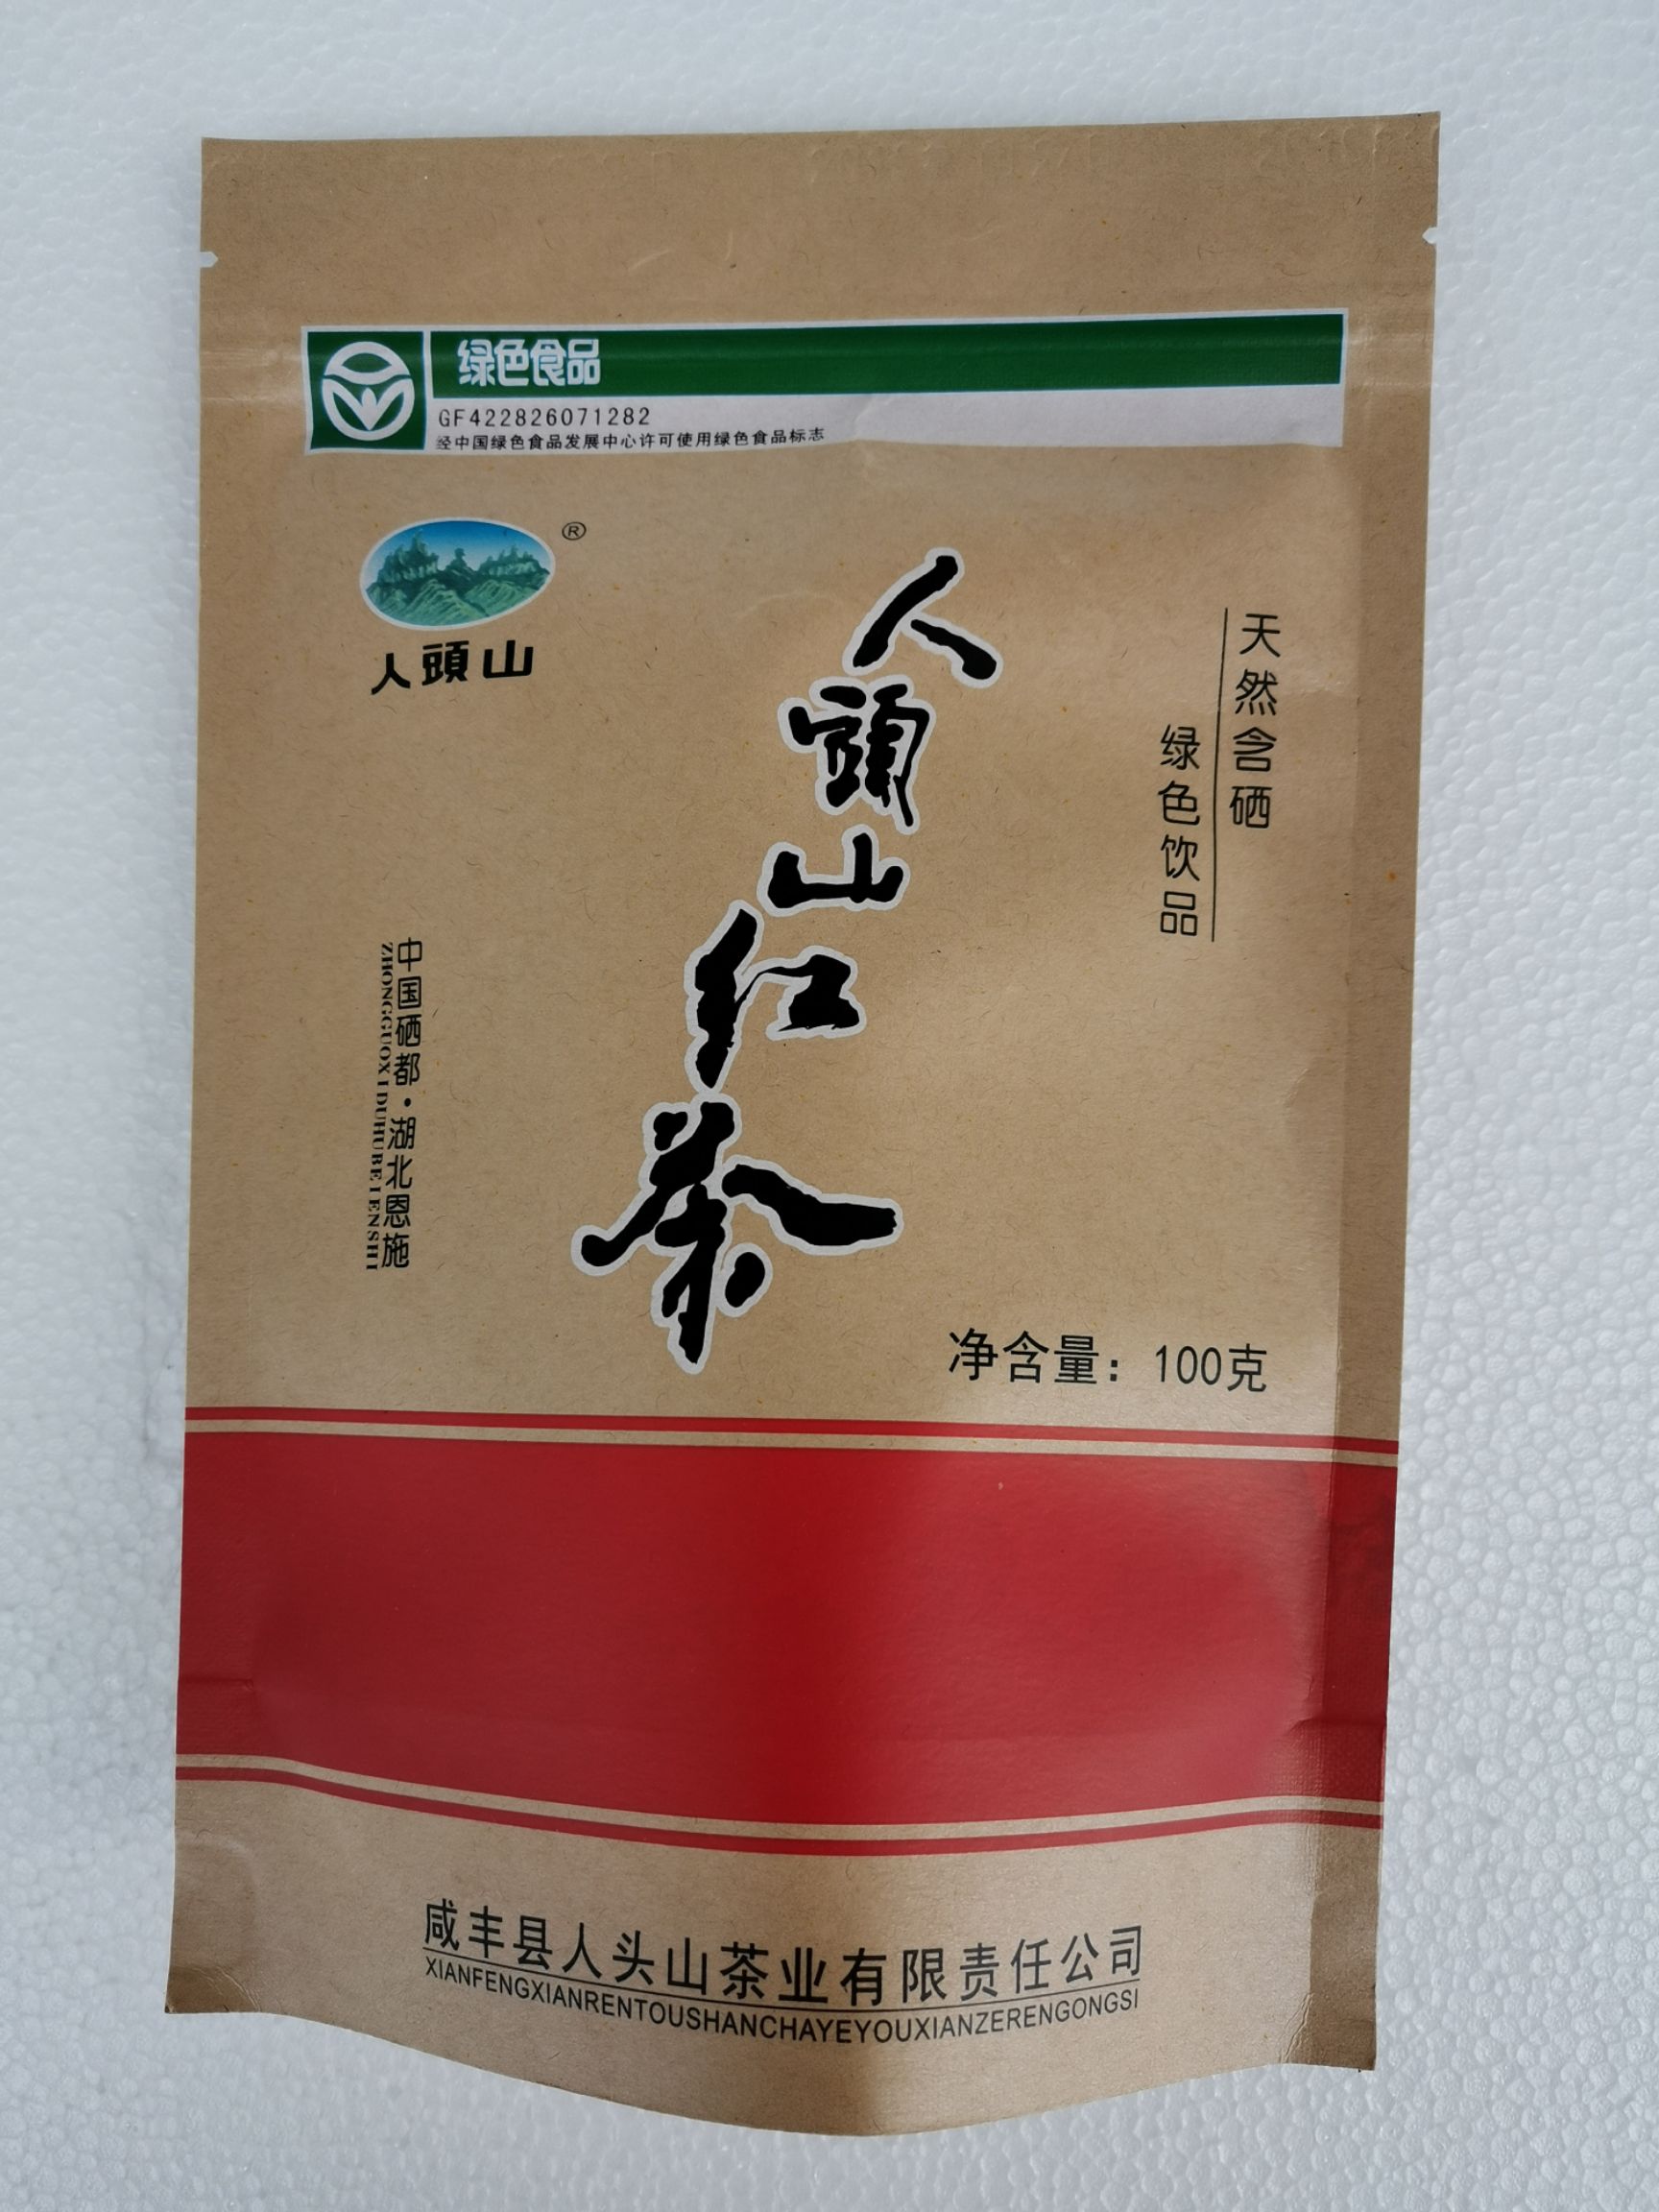 绿色食品
GF422826071282
经中国绿色食品发展中心许可使用绿色食品标志
®
人頭山
人頭山红茶
天然含硒
绿色饮品
中国硒都·湖北恩施
ZHONGGUOXIDUHUBEIENSHI
净含量：100克
咸丰县人头山茶业有限责任公司
XIANFENGXIANRENTOUSHANCHAYEYOUXIANZERENGONGSI